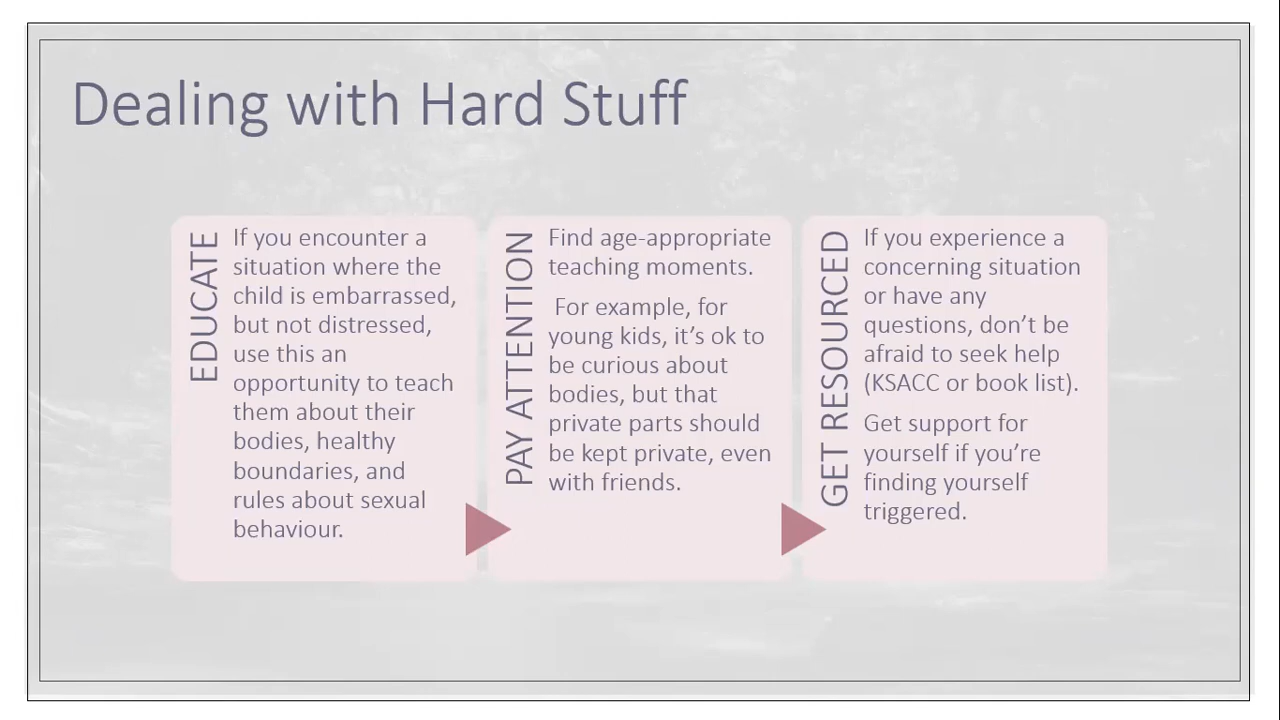 Dealing with Hard Stuff
EDUCATE
If you encounter a
situation where the
child is embarrassed,
but not distressed,
use this an
opportunity to teach
them about their
bodies, healthy
boundaries, and
rules about sexual
behaviour.
PAY ATTENTION
Find age-appropriate
teaching moments.
For example, for
young kids, it's ok to
be curious about
bodies, but that
private parts should
be kept private, even
with friends.
GET RESOURCED
If you experience a
concerning situation
or have any
questions, don't be
afraid to seek help
(KSACC or book list).
Get support for
yourself if you're
finding yourself
triggered.